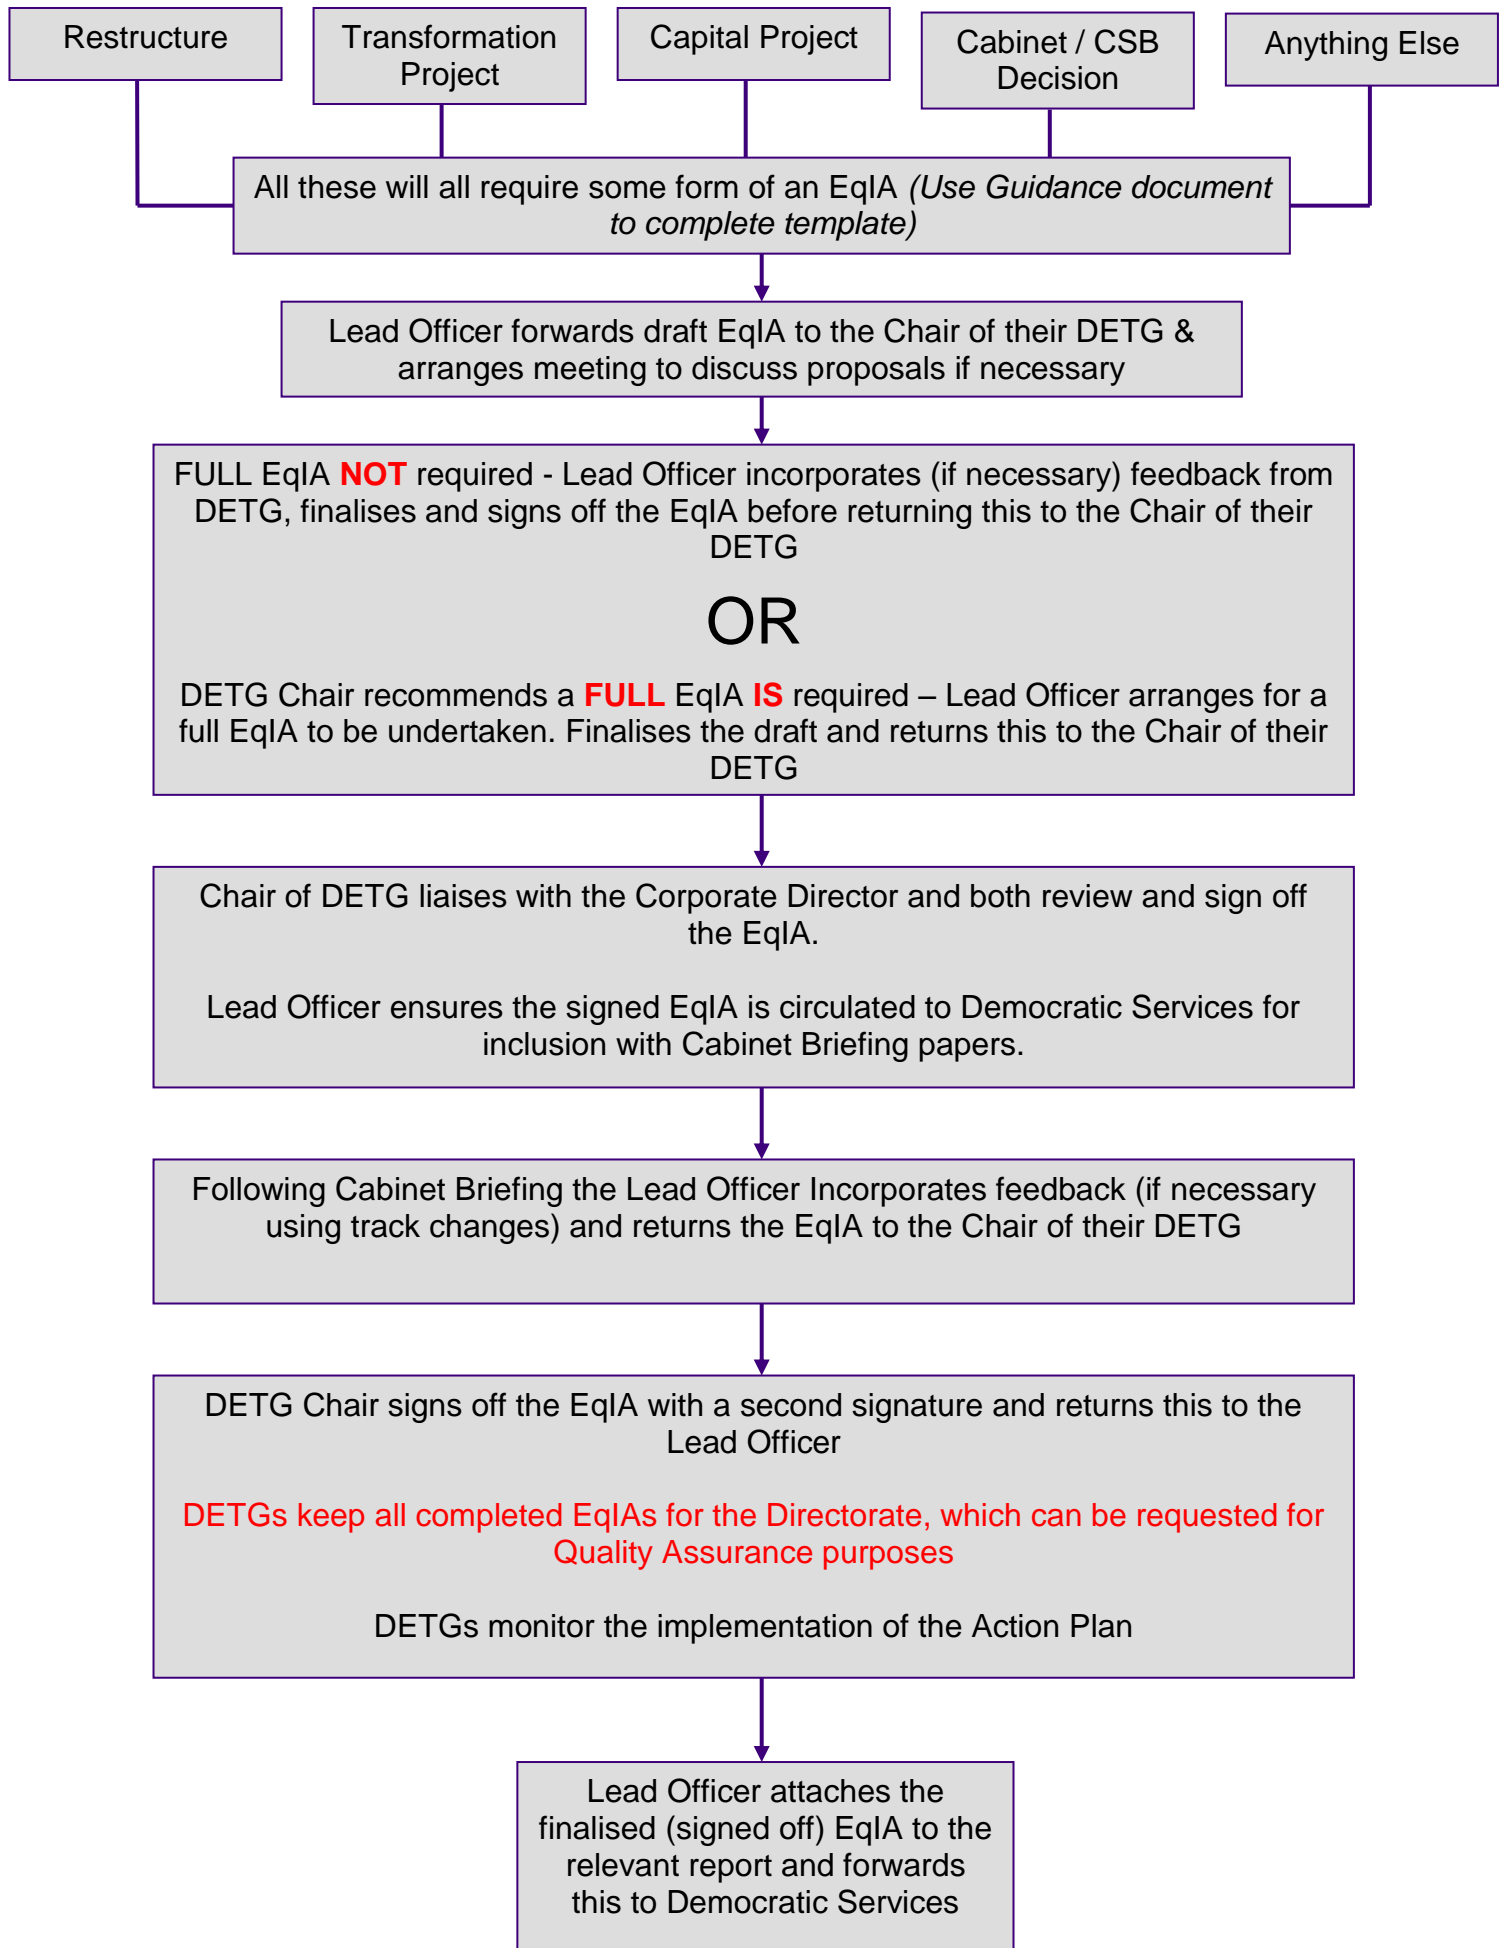 Restructure
Transformation
Project
Capital Project
Cabinet / CSB
Decision
Anything Else
All these will all require some form of an EqIA (Use Guidance document
to complete template)
Lead Officer forwards draft EqIA to the Chair of their DETG &
arranges meeting to discuss proposals if necessary
FULL EqIA NOT required - Lead Officer incorporates (if necessary) feedback from
DETG, finalises and signs off the EqIA before returning this to the Chair of their
DETG
OR
DETG Chair recommends a FULL EqIA IS required – Lead Officer arranges for a
full EqIA to be undertaken. Finalises the draft and returns this to the Chair of their
DETG
Chair of DETG liaises with the Corporate Director and both review and sign off
the EqIA.
Lead Officer ensures the signed EqIA is circulated to Democratic Services for
inclusion with Cabinet Briefing papers.
Following Cabinet Briefing the Lead Officer Incorporates feedback (if necessary
using track changes) and returns the EqIA to the Chair of their DETG
DETG Chair signs off the EqIA with a second signature and returns this to the
Lead Officer
DETGs keep all completed EqIAs for the Directorate, which can be requested for
Quality Assurance purposes
DETGs monitor the implementation of the Action Plan
Lead Officer attaches the
finalised (signed off) EqIA to the
relevant report and forwards
this to Democratic Services